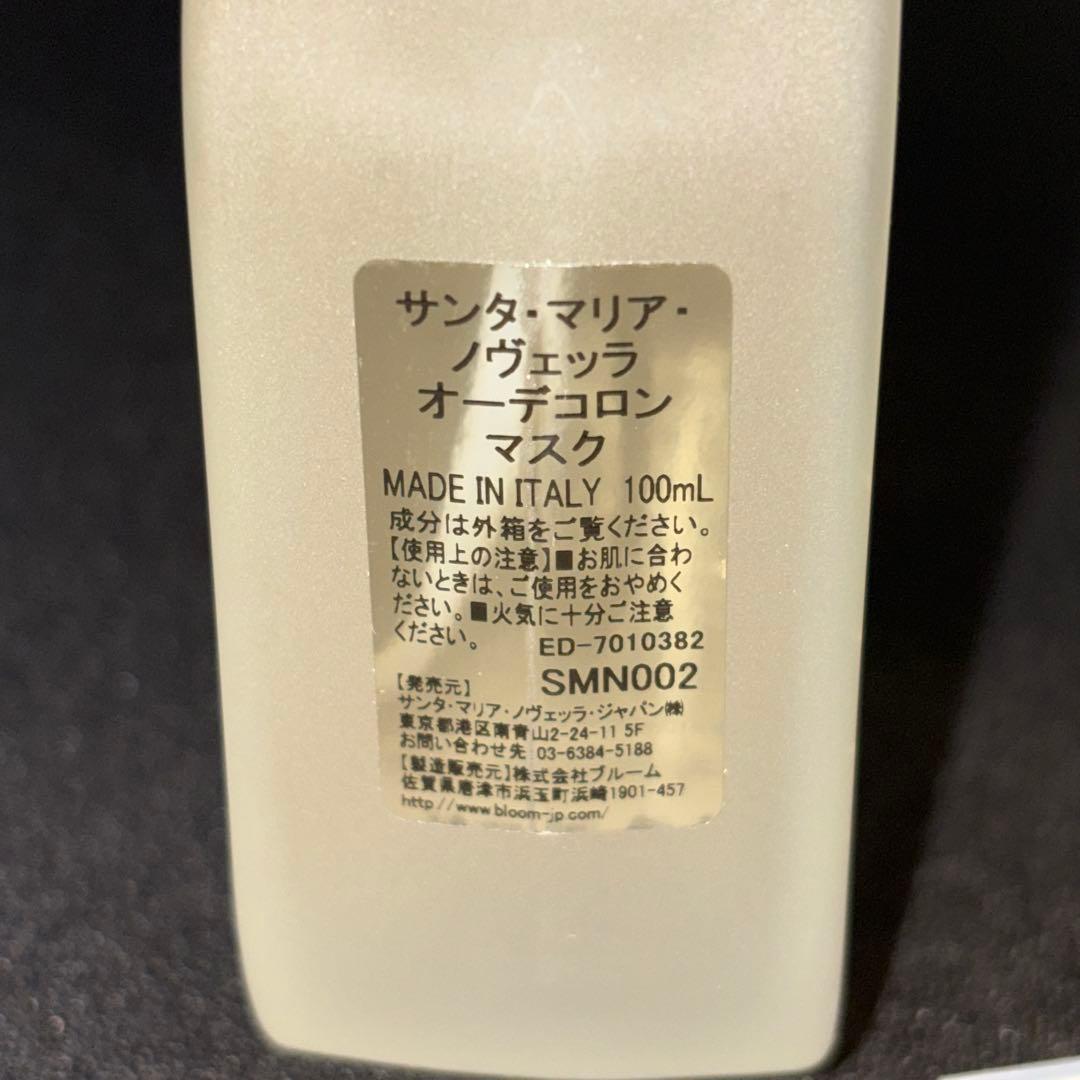 サンタ・マリア・
ノヴェッラ
オーデコロン
マスク
MADE IN ITALY 100mL
成分は外箱をご覧ください。
【使用上の注意】■お肌に合わ
ないときは、ご使用をおやめく
ださい。■火気に十分ご注意
ください。 ED-7010382
【発売元】 SMN002
サンタ・マリア・ノヴェッラ・ジャパン㈱
東京都港区南青山2-24-11 5F
お問い合わせ先 03-6384-5188
【製造販売元】株式会社ブルーム
佐賀県唐津市浜玉町浜崎1901-457
http://www.bloom-jp.com/